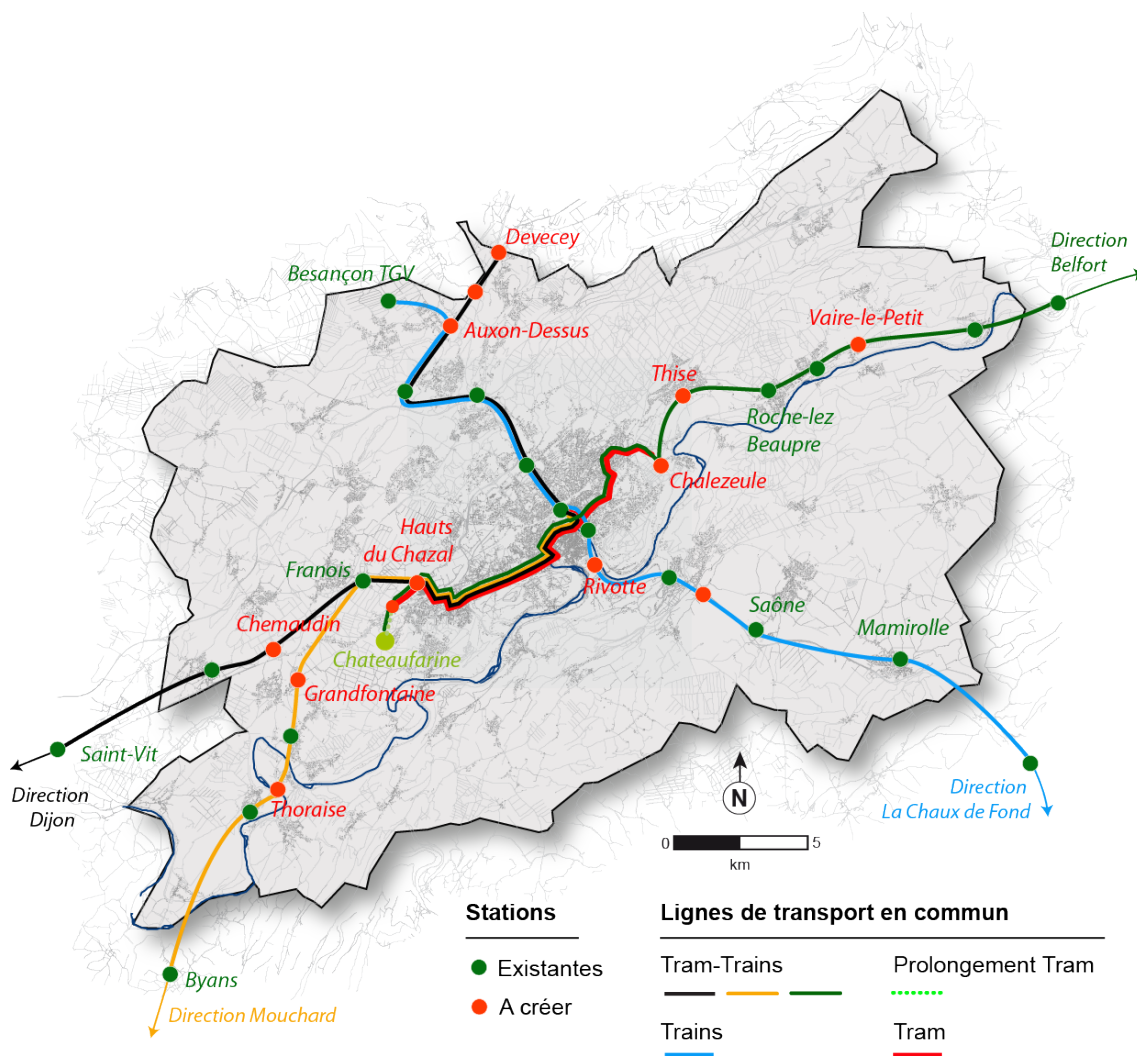 Devecey
Direction
Belfort
Besançon TGV
Auxon-Dessus
Vaire-le-Petit
Thise
Roche-lez
Beaupre
Chalezeule
Hauts
du Chazal
Franois
Rivotte
Saône
Chemaudin
Mamirolle
Chateaufarine
Grandfontaine
Saint-Vit
Direction
Dijon
Thoraise
N
Direction
La Chaux de Fond
0
5
km
Stations
Lignes de transport en commun
Existantes
Tram-Trains
Prolongement Tram
A créer
Trains
Tram
Byans
Direction Mouchard